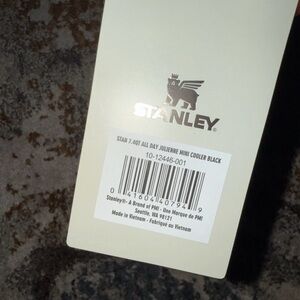 STANLEY®
STAN 7.4QT ALL DAY JULIENNE MINI COOLER BLACK
10-12448-001
0 41604 40794 9
Stanley®- A Brand of PMI - Une Marque de PMI
Seattle, WA 98121
Made in Vietnam - Fabriqué au Vietnam